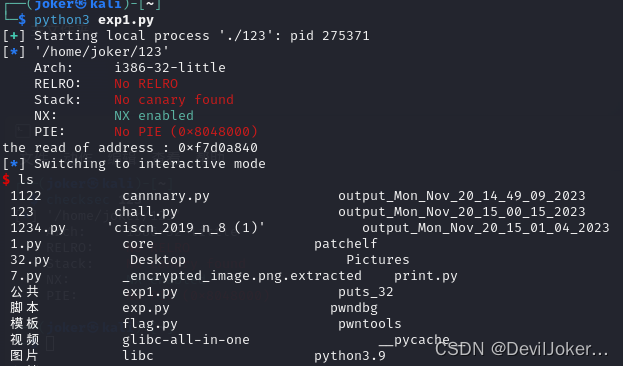 (joker㉿kali)-[~]
$ python3 exp1.py
[+] Starting local process './123': pid 275371
[*] '/home/joker/123'
Arch: i386-32-little
RELRO: No RELRO
Stack: No canary found
NX: NX enabled
PIE: No PIE (0x8048000)
the read of address : 0xf7d0a840
[*] Switching to interactive mode
$ ls
1122 cannnary.py output_Mon_Nov_20_14_49_09_2023
123 chall.py output_Mon_Nov_20_15_00_15_2023
1234.py 'ciscn_2019_n_8 (1)' output_Mon_Nov_20_15_01_04_2023
1.py core patchelf
32.py Desktop Pictures
7.py _encrypted_image.png.extracted print.py
公共 exp1.py puts_32
脚本 exp.py pwndbg
模板 flag.py pwntools
视频 glibc-all-in-one __pycache__
图片 libc python3.9
CSDN @DevilJoker...